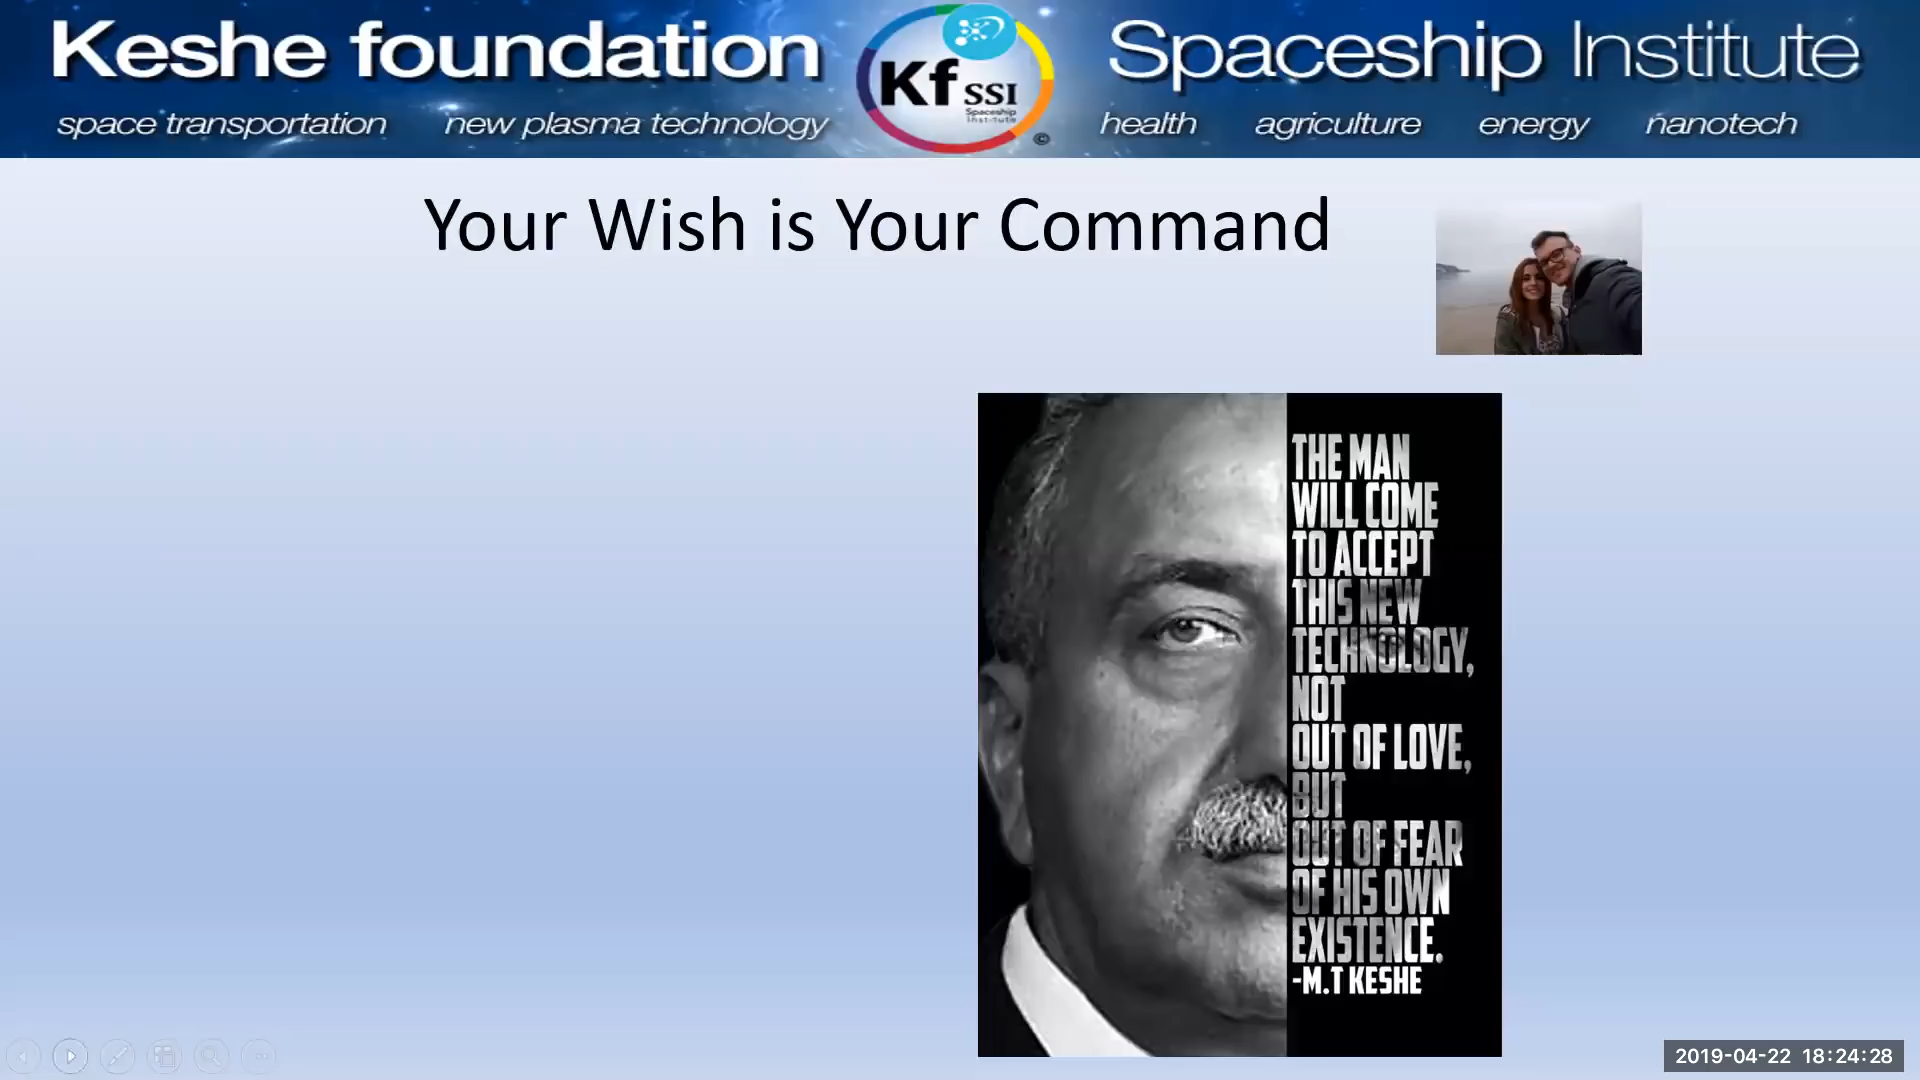 Keshe foundation
space transportation new plasma technology
Kf SSI
Spaceship
Institute
©
Spaceship Institute
health agriculture energy nanotech
Your Wish is Your Command
THE MAN
WILL COME
TO ACCEPT
THIS NEW
TECHNOLOGY,
NOT
OUT OF LOVE,
BUT
OUT OF FEAR
OF HIS OWN
EXISTENCE.
-M.T KESHE
2019-04-22 18:24:28